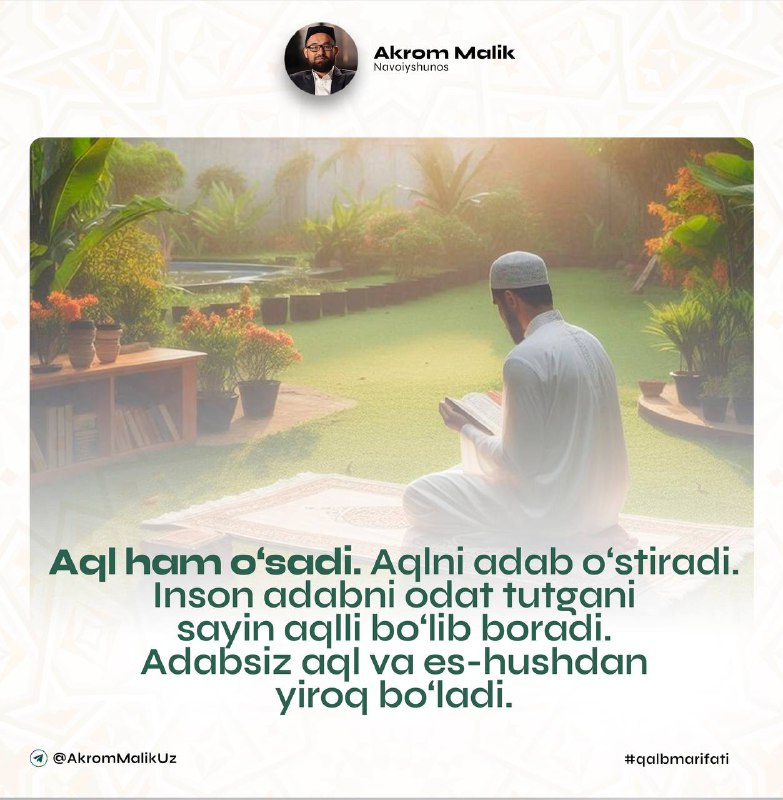 Akrom Malik
Navoiyshunos
Aql ham o‘sadi. Aqlni adab o‘stiradi.
Inson adabni odat tutgani
sayin aqlli bo‘lib boradi.
Adabsiz aql va es-hushdan
yiroq bo‘ladi.
@AkromMalikUz
#qalbmarifati